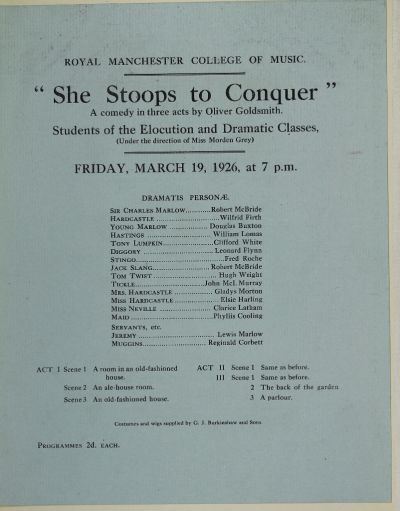 ROYAL MANCHESTER COLLEGE OF MUSIC.
“ She Stoops to Conquer ”
A comedy in three acts by Oliver Goldsmith.
Students of the Elocution and Dramatic Classes,
(Under the direction of Miss Morden Grey)
FRIDAY, MARCH 19, 1926, at 7 p.m.
DRAMATIS PERSONÆ.
SIR CHARLES MARLOW...........Robert McBride
HARDCASTLE ............................Wilfrid Firth
YOUNG MARLOW ................. Douglas Buxton
HASTINGS ............................ William Lomas
TONY LUMPKIN......................Clifford White
DIGGORY ............................... Leonard Flynn
STINGO.......................................Fred Roche
JACK SLANG.........................Robert McBride
TOM TWIST ............................ Hugh Wright
TICKLE...............................John McI. Murray
MRS. HARDCASTLE .................. Gladys Morton
MISS HARDCASTLE .................... Elsie Harling
MISS NEVILLE ........................ Clarice Latham
MAID.....................................Phyllis Cooling
SERVANTS, etc.
JEREMY .................................. Lewis Marlow
MUGGINS............................Reginald Corbett
ACT I Scene 1 A room in an old-fashioned house.
Scene 2 An ale-house room.
Scene 3 An old-fashioned house.
ACT II Scene 1 Same as before.
III Scene 1 Same as before.
2 The back of the garden
3 A parlour.
Costumes and wigs supplied by G. J. Burkinshaw and Sons.
PROGRAMMES 2d. EACH.